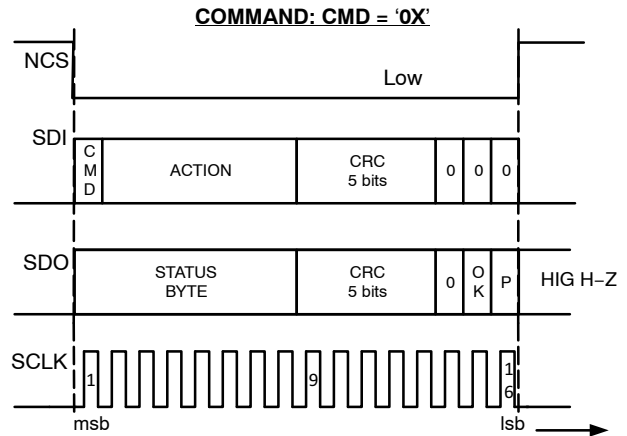 COMMAND: CMD = ‘0X’
NCS
Low
SDI
C
M
D
ACTION
CRC
5 bits
0
0
0
SDO
STATUS
BYTE
CRC
5 bits
0
O
K
P
HIG H−Z
SCLK
1
9
1
6
msb
lsb